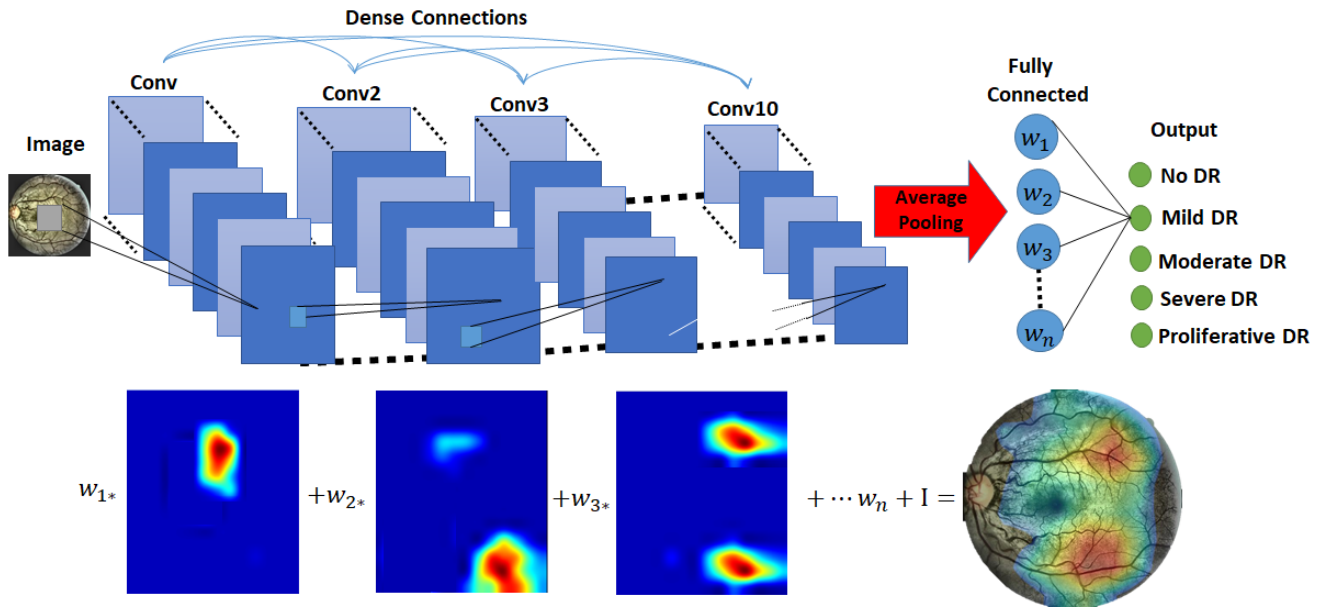 Dense Connections
Conv
Conv2
Conv3
Conv10
Image
Average
Pooling
Fully
Connected
w₁
w₂
w₃
wₙ
Output
No DR
Mild DR
Moderate DR
Severe DR
Proliferative DR
w₁*
+w₂*
+w₃*
+ ⋯ wₙ + I =